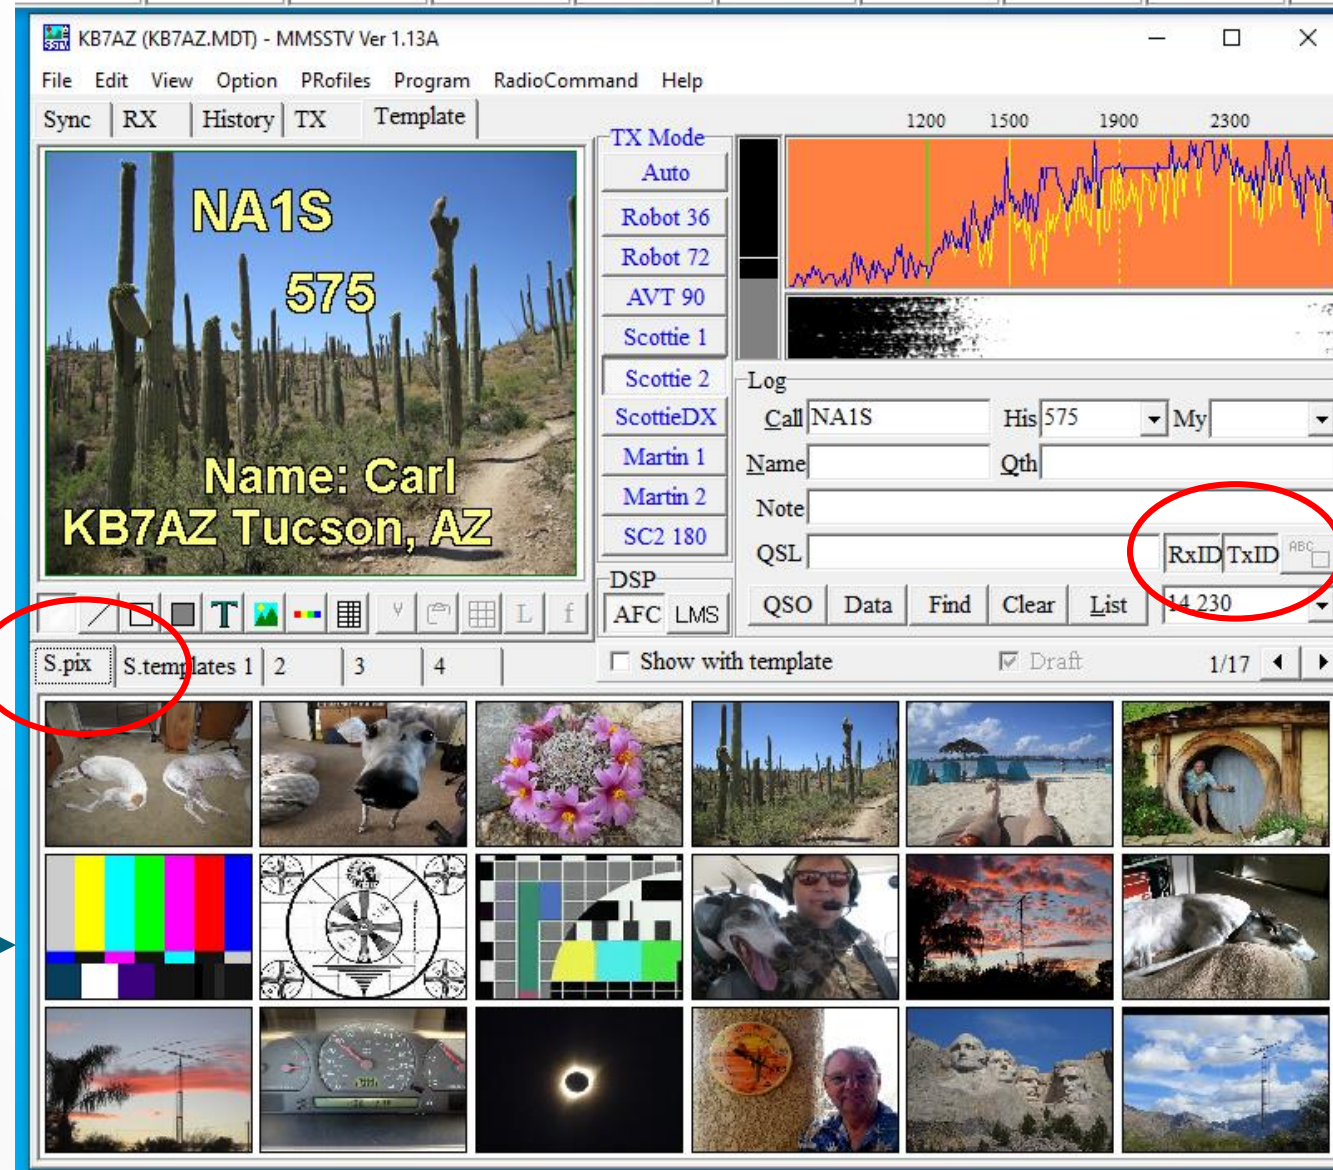 KB7AZ (KB7AZ.MDT) - MMSSTV Ver 1.13A
File Edit View Option PRofiles Program RadioCommand Help
Sync RX History TX Template
NA1S
575
Name: Carl
KB7AZ Tucson, AZ
TX Mode
Auto
Robot 36
Robot 72
AVT 90
Scottie 1
Scottie 2
ScottieDX
Martin 1
Martin 2
SC2 180
DSP
AFC LMS
1200 1500 1900 2300
Log
Call NA1S His 575 My
Name Qth
Note
QSL RxID TxID ABC
QSO Data Find Clear List 14.230
T L f
S.pix S.templates 1 2 3 4
Show with template Draft 1/17